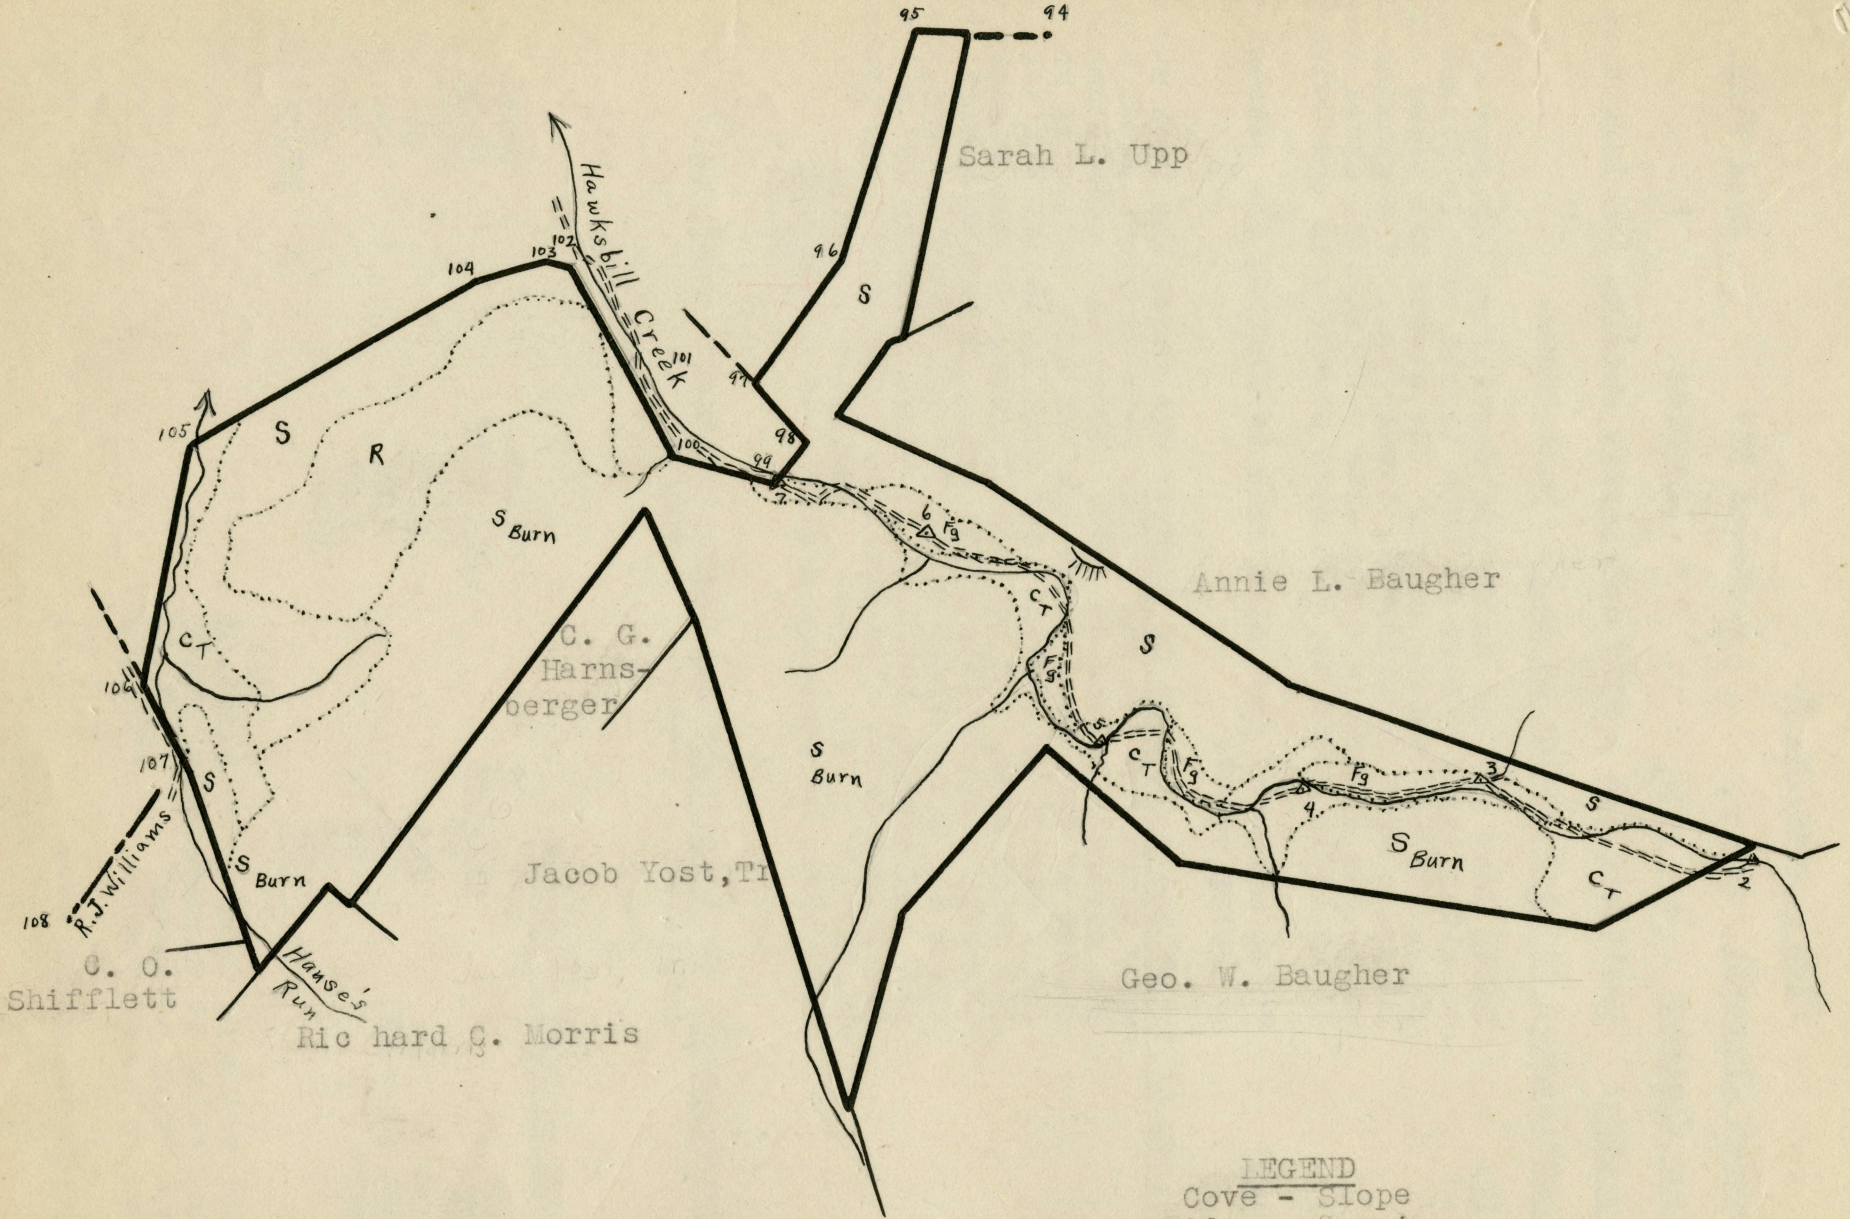 95
94
Sarah L. Upp
Hawksbill Creek
102
103
104
96
S
101
97
105
S
R
98
100
99
7
S Burn
6
Fg
Annie L. Baugher
CT
S
C. G.
Harns-
berger
CT
Fg
106
5
107
S
S
Burn
CT
Fg
Fg
3
4
S
S Burn
CT
2
R.J. Williams
S Burn
Jacob Yost, Tr
108
C. O.
Shifflett
Hanse's
Run
Geo. W. Baugher
Ric hard C. Morris
LEGEND
Cove - Slope